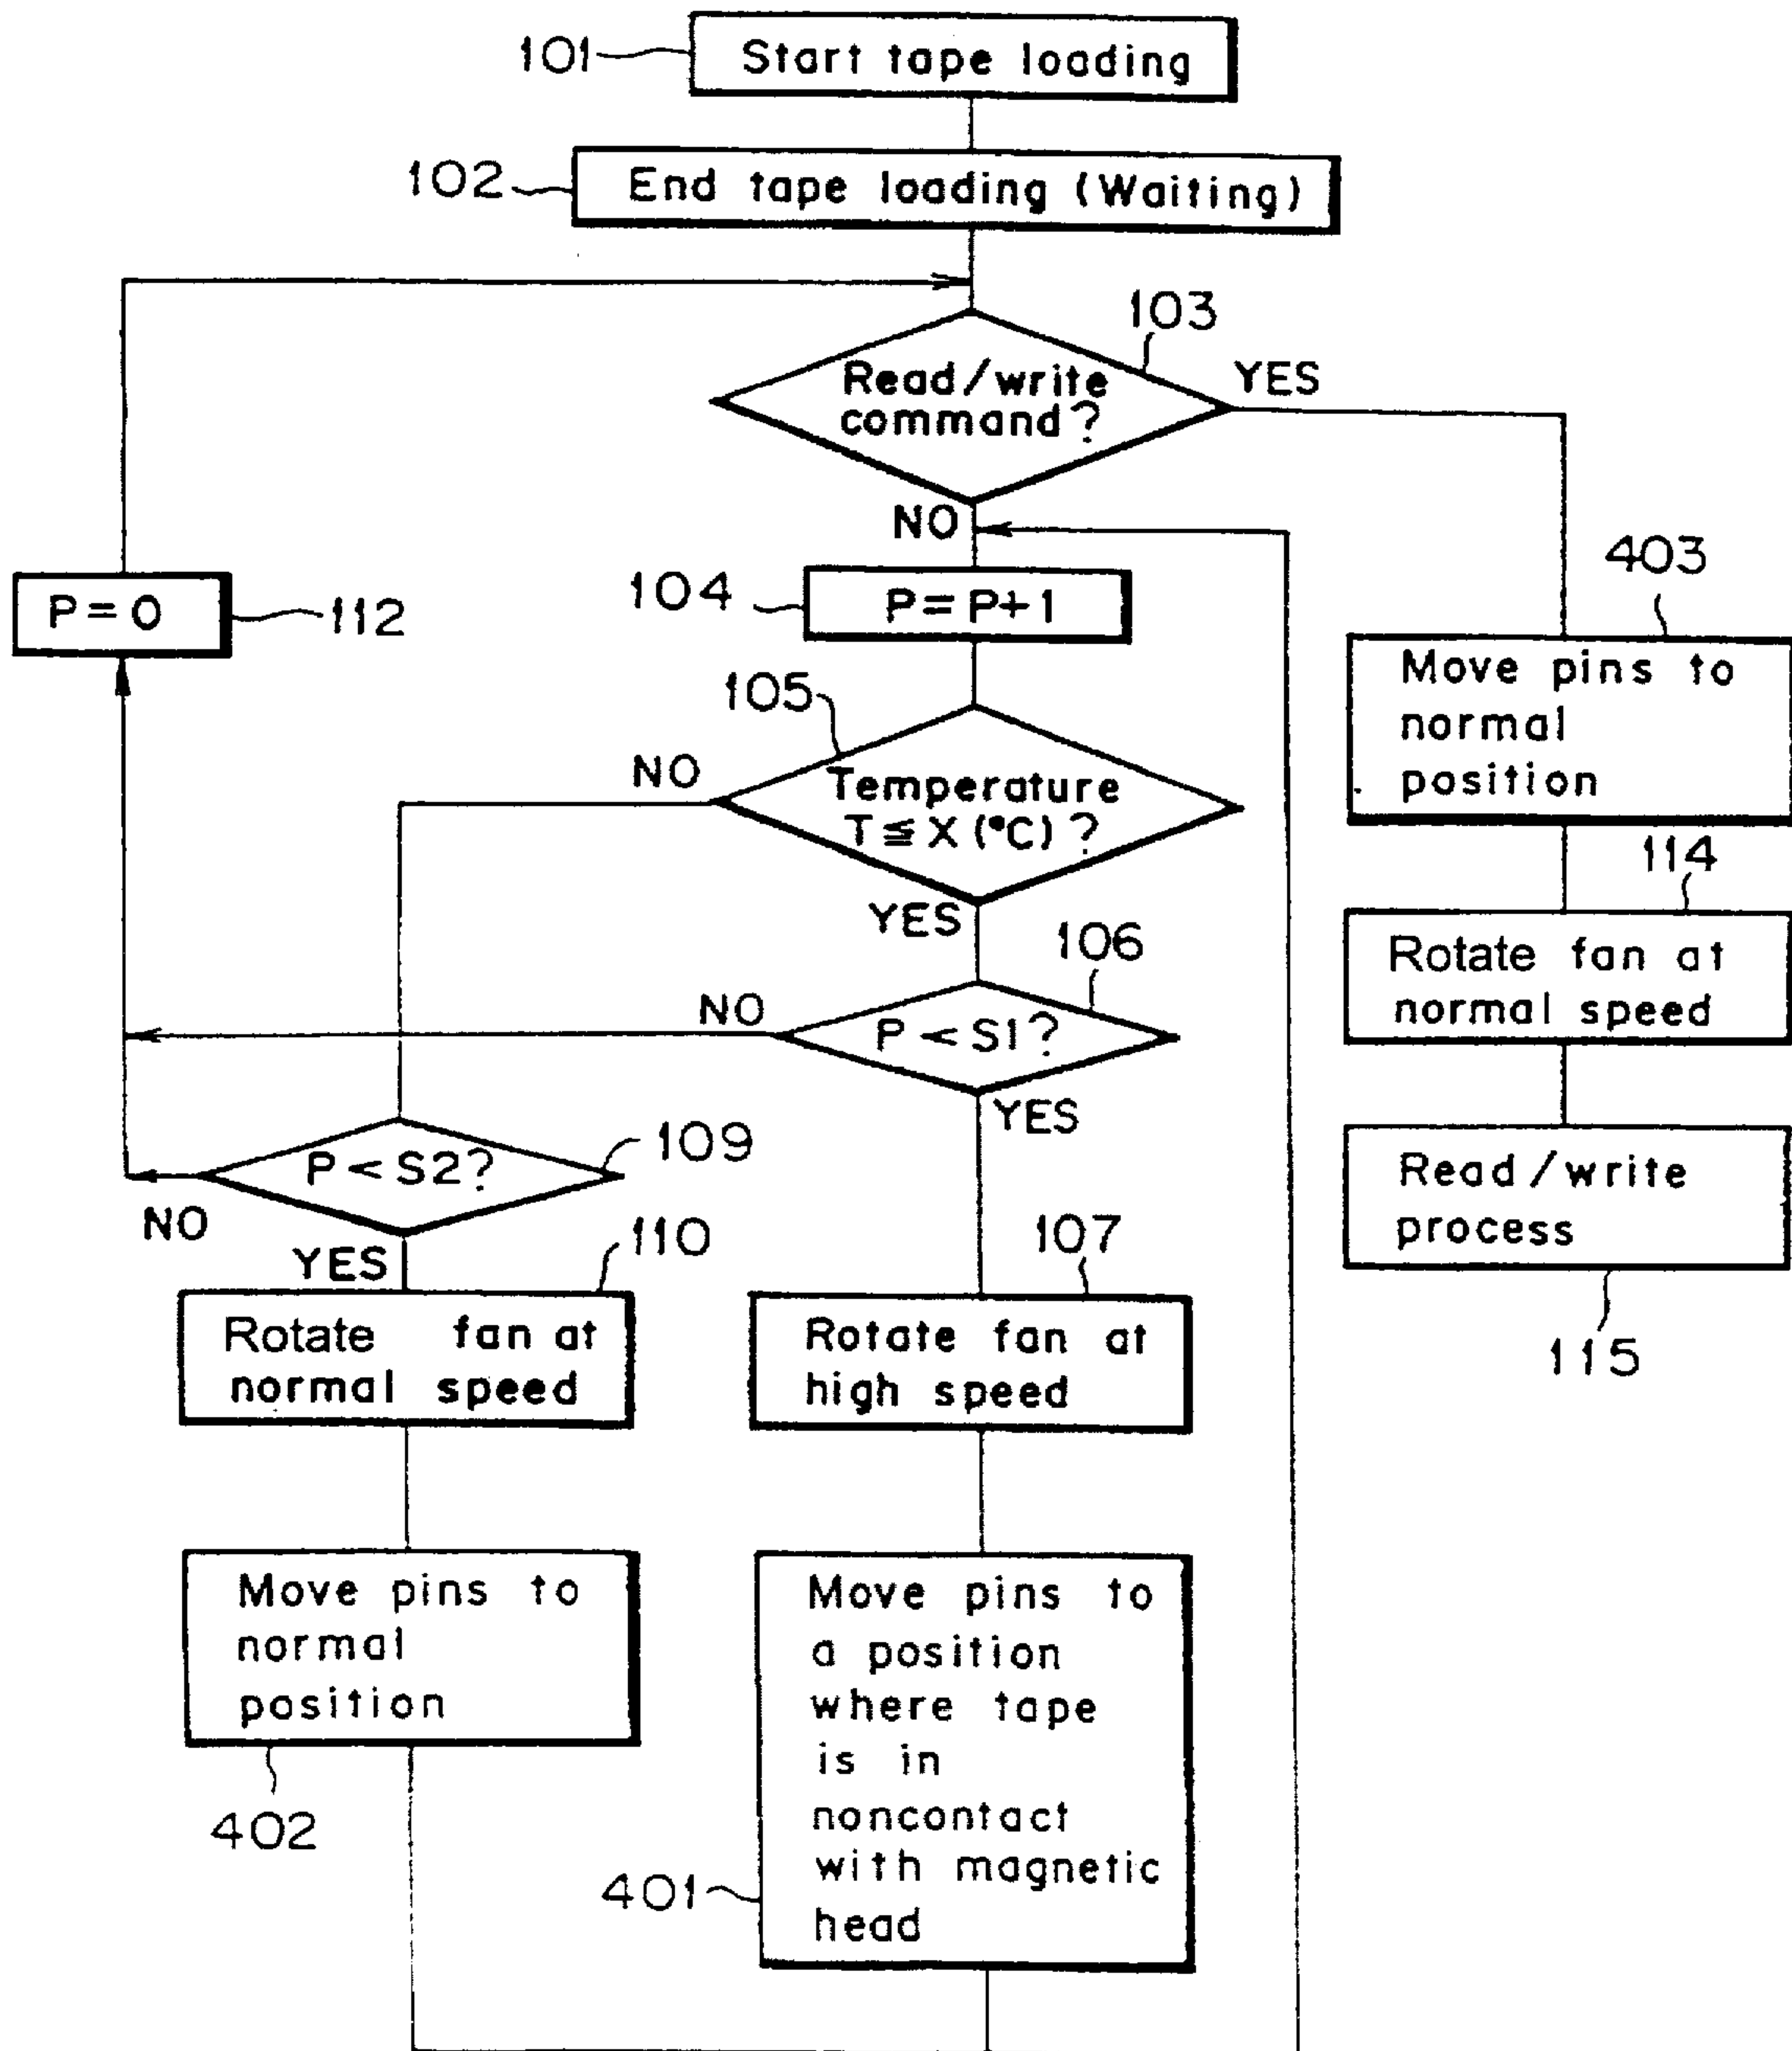 101
Start tape loading
102
End tape loading (Waiting)
103
Read/write
command?
YES
NO
403
112
P=0
104
P=P+1
Move pins to
normal
position
105
NO
Temperature
T≦X (°C)?
YES
114
Rotate fan at
normal speed
106
NO
P<S1?
YES
109
P<S2?
NO
YES
Read/write
process
115
110
107
Rotate fan at
normal speed
Rotate fan at
high speed
Move pins to
normal
position
402
Move pins to
a position
where tape
is in
noncontact
with magnetic
head
401